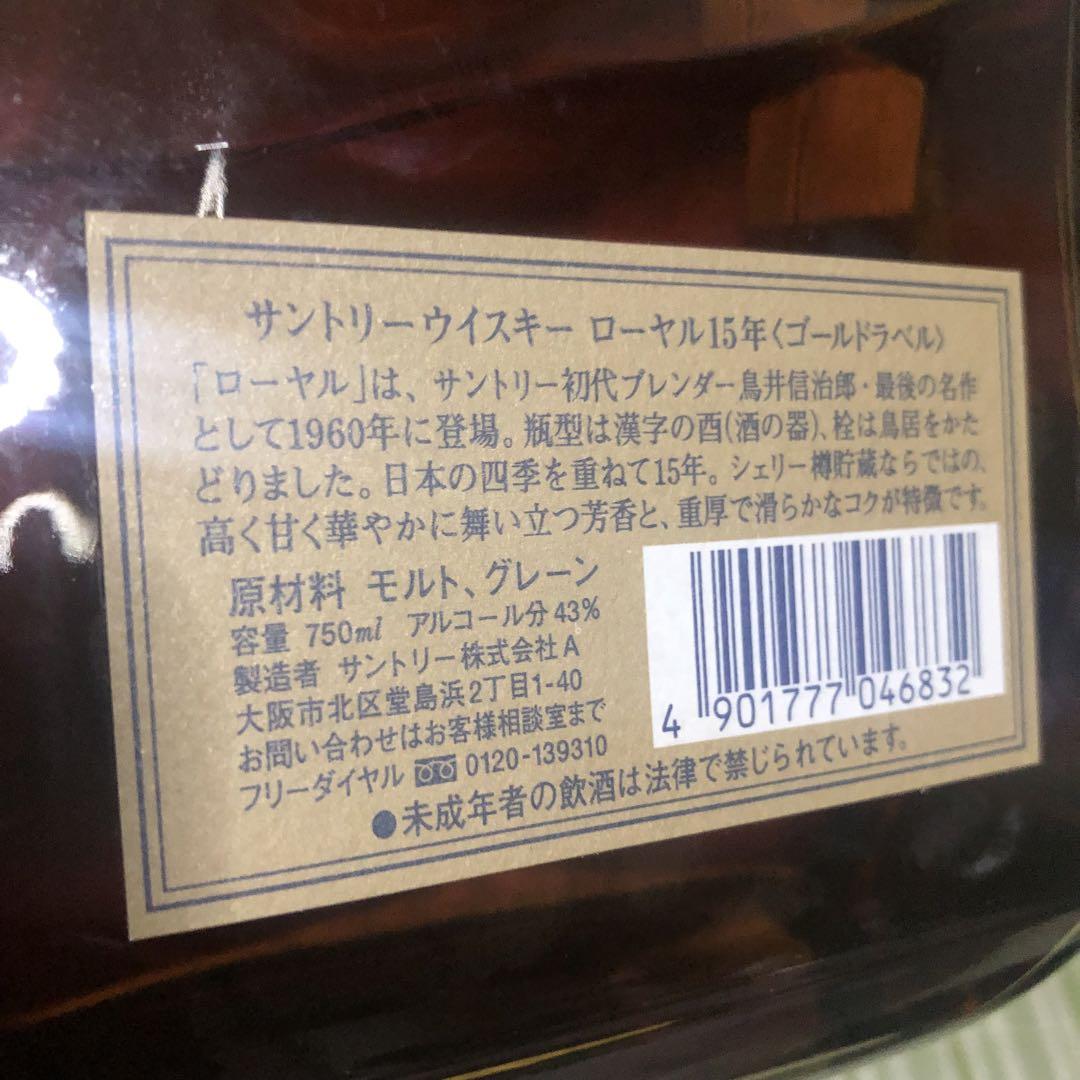 サントリーウイスキー ローヤル15年〈ゴールドラベル〉
「ローヤル」は、サントリー初代ブレンダー鳥井信治郎・最後の名作
として1960年に登場。瓶型は漢字の酉(酒の器)、栓は鳥居をかた
どりました。日本の四季を重ねて15年。シェリー樽貯蔵ならではの、
高く甘く華やかに舞い立つ芳香と、重厚で滑らかなコクが特徴です。
原材料 モルト、グレーン
容量 750ml アルコール分43%
製造者 サントリー株式会社A
大阪市北区堂島浜2丁目1-40
お問い合わせはお客様相談室まで
フリーダイヤル 0120-139310
4 901777 046832
●未成年者の飲酒は法律で禁じられています。